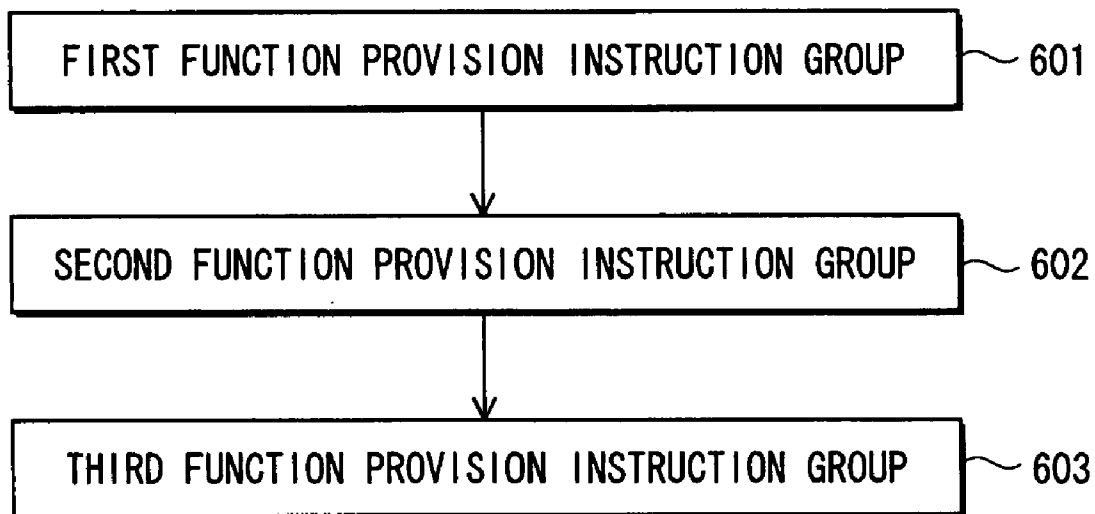 FIRST FUNCTION PROVISION INSTRUCTION GROUP 601
SECOND FUNCTION PROVISION INSTRUCTION GROUP 602
THIRD FUNCTION PROVISION INSTRUCTION GROUP 603